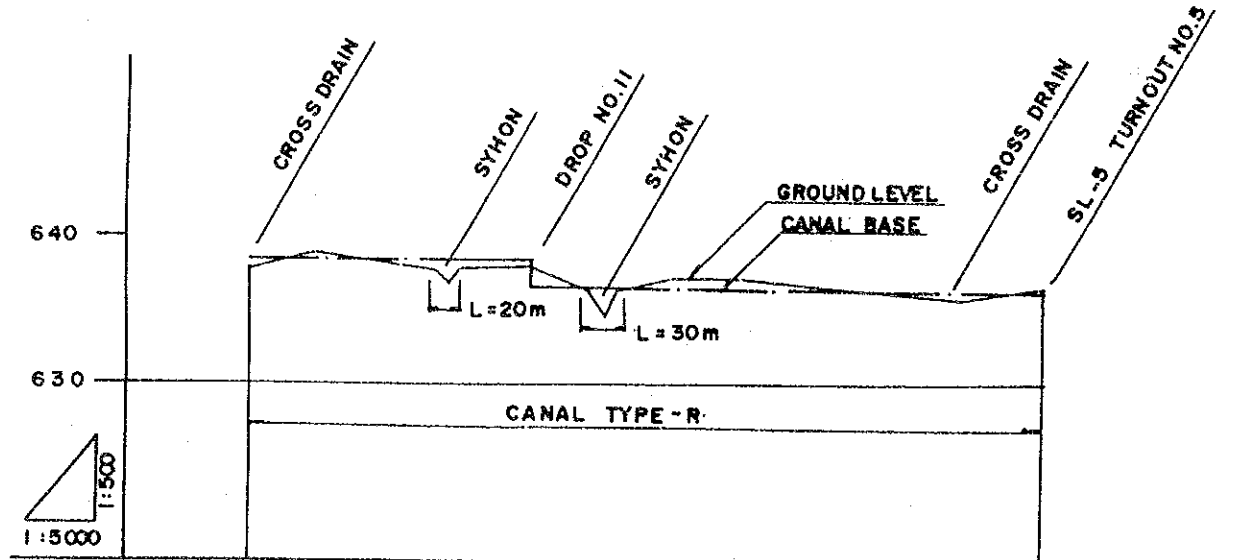 CROSS DRAIN
SYHON
DROP NO.11
SYHON
CROSS DRAIN
SL-5 TURNOUT NO.5
GROUND LEVEL
CANAL BASE
640
L=20m
L=30m
630
CANAL TYPE-R
1:500
1:5000